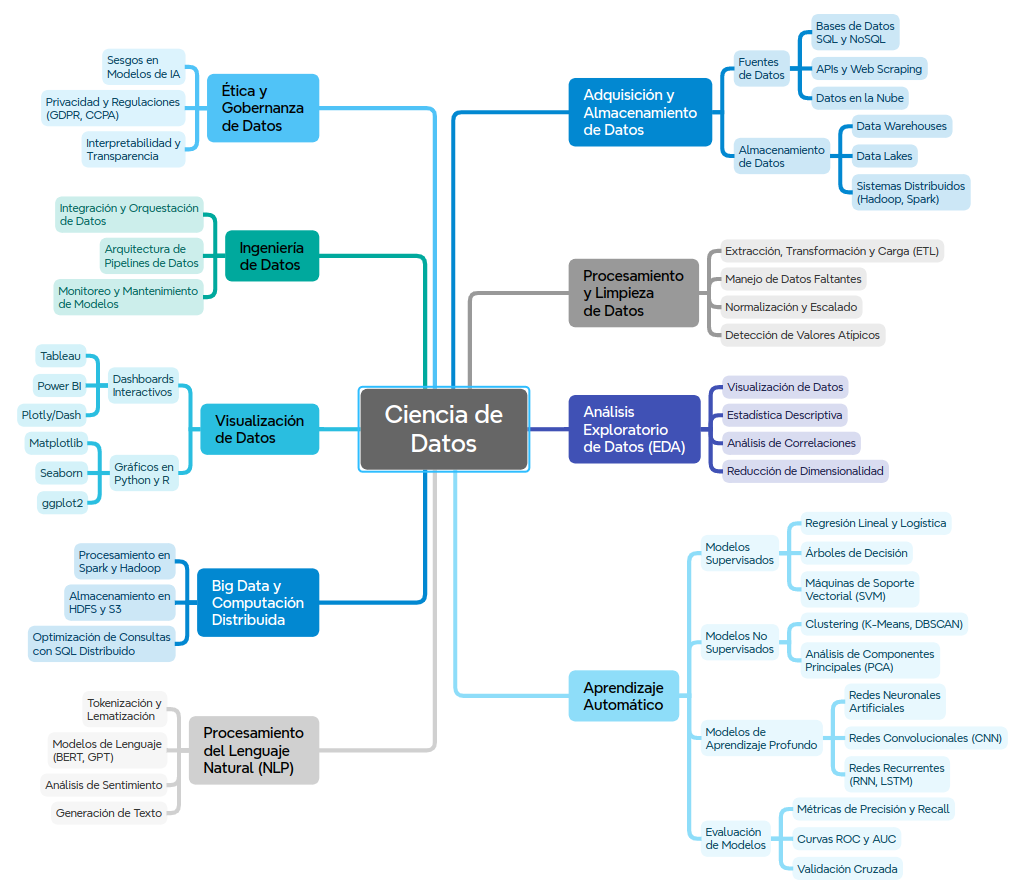 Ciencia de
Datos
Adquisición y
Almacenamiento
de Datos
Fuentes
de Datos
Bases de Datos
SQL y NoSQL
APIs y Web Scraping
Datos en la Nube
Almacenamiento
de Datos
Data Warehouses
Data Lakes
Sistemas Distribuidos
(Hadoop, Spark)
Procesamiento
y Limpieza
de Datos
Extracción, Transformación y Carga (ETL)
Manejo de Datos Faltantes
Normalización y Escalado
Detección de Valores Atípicos
Análisis
Exploratorio
de Datos (EDA)
Visualización de Datos
Estadística Descriptiva
Análisis de Correlaciones
Reducción de Dimensionalidad
Aprendizaje
Automático
Modelos
Supervisados
Regresión Lineal y Logística
Árboles de Decisión
Máquinas de Soporte
Vectorial (SVM)
Modelos No
Supervisados
Clustering (K-Means, DBSCAN)
Análisis de Componentes
Principales (PCA)
Modelos de
Aprendizaje Profundo
Redes Neuronales
Artificiales
Redes Convolucionales (CNN)
Redes Recurrentes
(RNN, LSTM)
Evaluación
de Modelos
Métricas de Precisión y Recall
Curvas ROC y AUC
Validación Cruzada
Ética y
Gobernanza
de Datos
Sesgos en
Modelos de IA
Privacidad y Regulaciones
(GDPR, CCPA)
Interpretabilidad y
Transparencia
Ingeniería
de Datos
Integración y Orquestación
de Datos
Arquitectura de
Pipelines de Datos
Monitoreo y Mantenimiento
de Modelos
Visualización
de Datos
Dashboards
Interactivos
Tableau
Power BI
Plotly/Dash
Gráficos en
Python y R
Matplotlib
Seaborn
ggplot2
Big Data y
Computación
Distribuida
Procesamiento en
Spark y Hadoop
Almacenamiento en
HDFS y S3
Optimización de Consultas
con SQL Distribuido
Procesamiento
del Lenguaje
Natural (NLP)
Tokenización y
Lematización
Modelos de Lenguaje
(BERT, GPT)
Análisis de Sentimiento
Generación de Texto